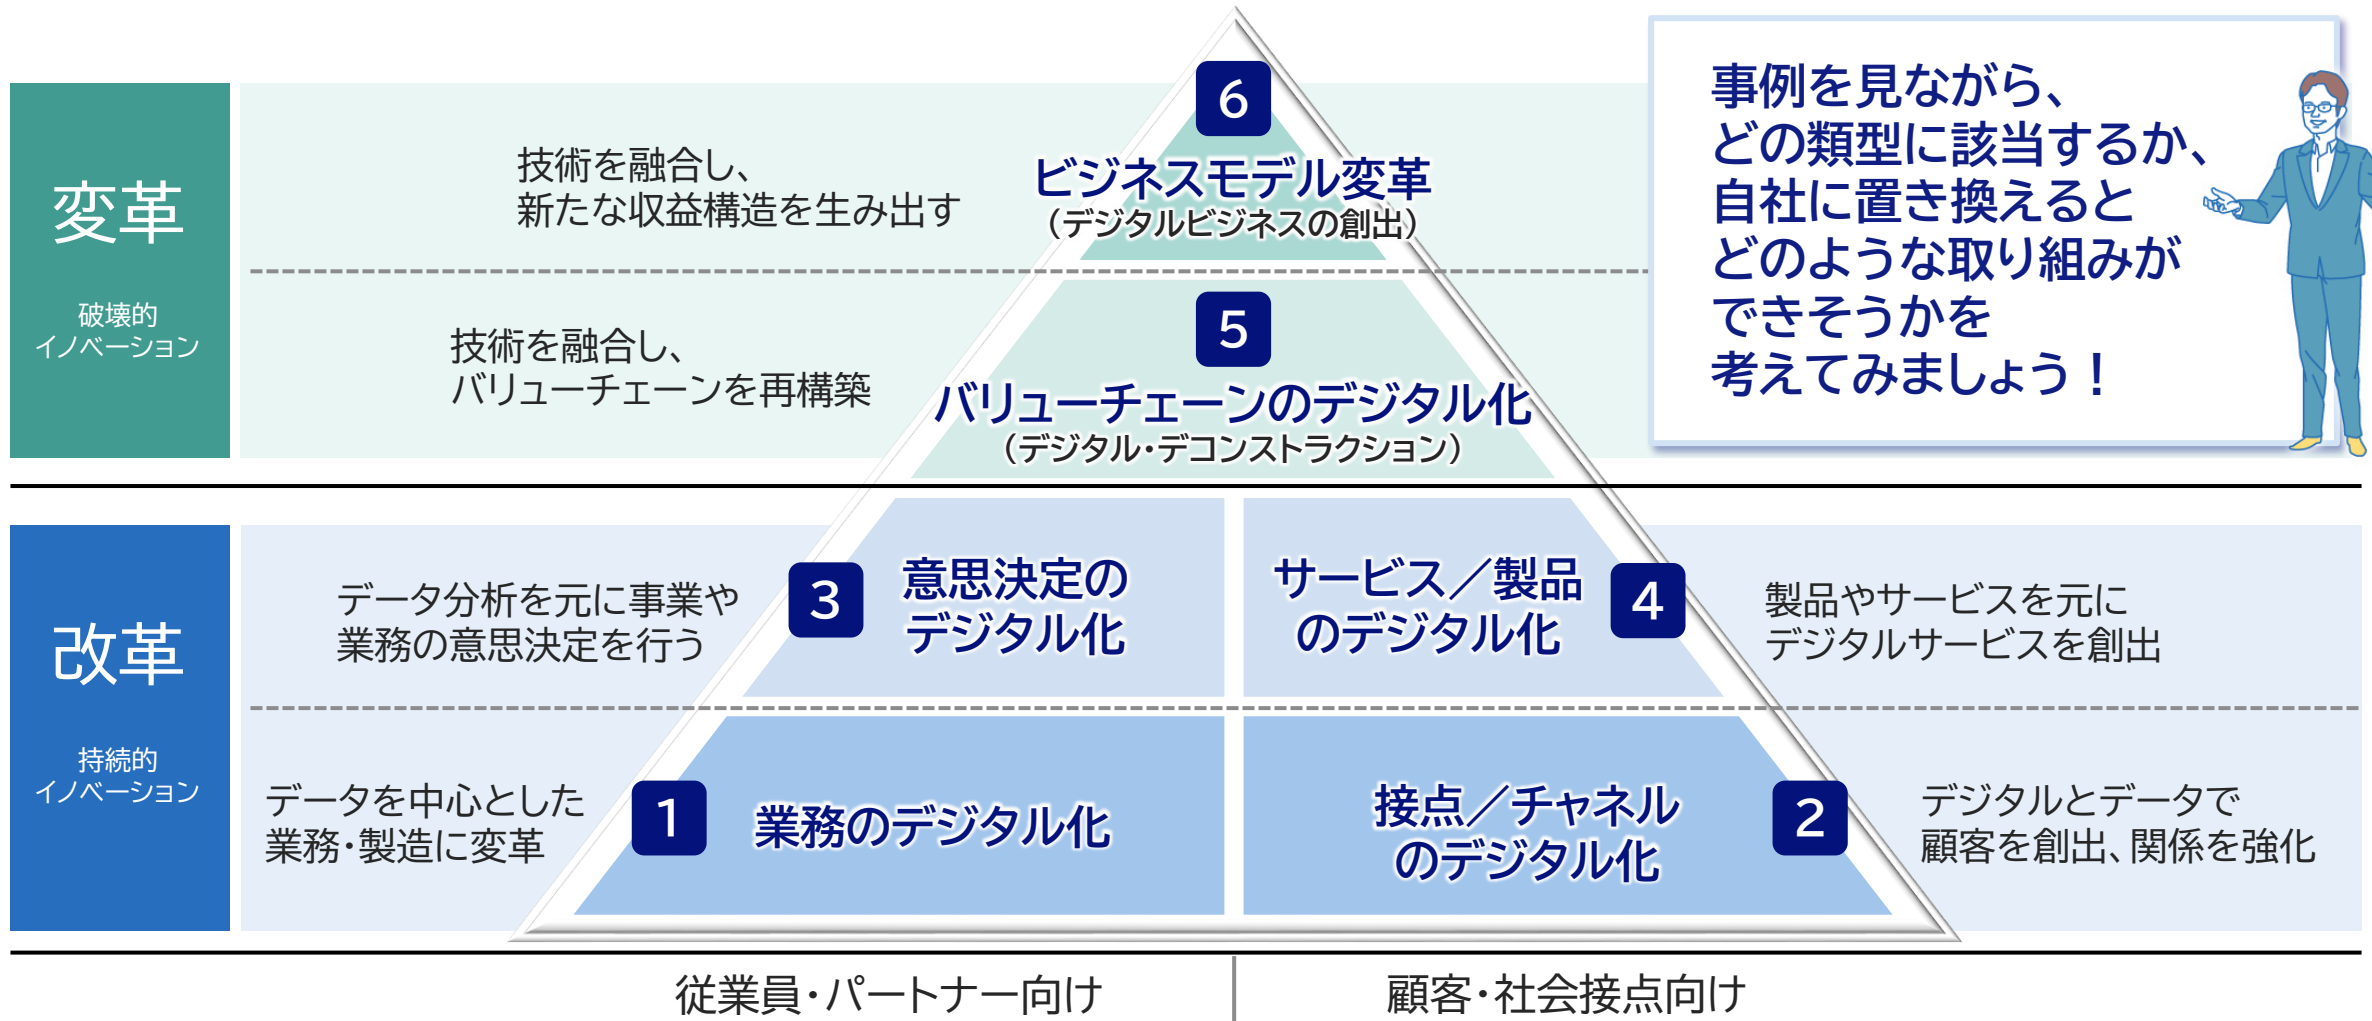 変革
破壊的
イノベーション
技術を融合し、
新たな収益構造を生み出す
6
ビジネスモデル変革
（デジタルビジネスの創出）
技術を融合し、
バリューチェーンを再構築
5
バリューチェーンのデジタル化
（デジタル・デコンストラクション）
事例を見ながら、
どの類型に該当するか、
自社に置き換えると
どのような取り組みが
できそうかを
考えてみましょう！
改革
持続的
イノベーション
データ分析を元に事業や
業務の意思決定を行う
3
意思決定の
デジタル化
サービス／製品
のデジタル化
4
製品やサービスを元に
デジタルサービスを創出
データを中心とした
業務・製造に変革
1
業務のデジタル化
接点／チャネル
のデジタル化
2
デジタルとデータで
顧客を創出、関係を強化
従業員・パートナー向け
顧客・社会接点向け